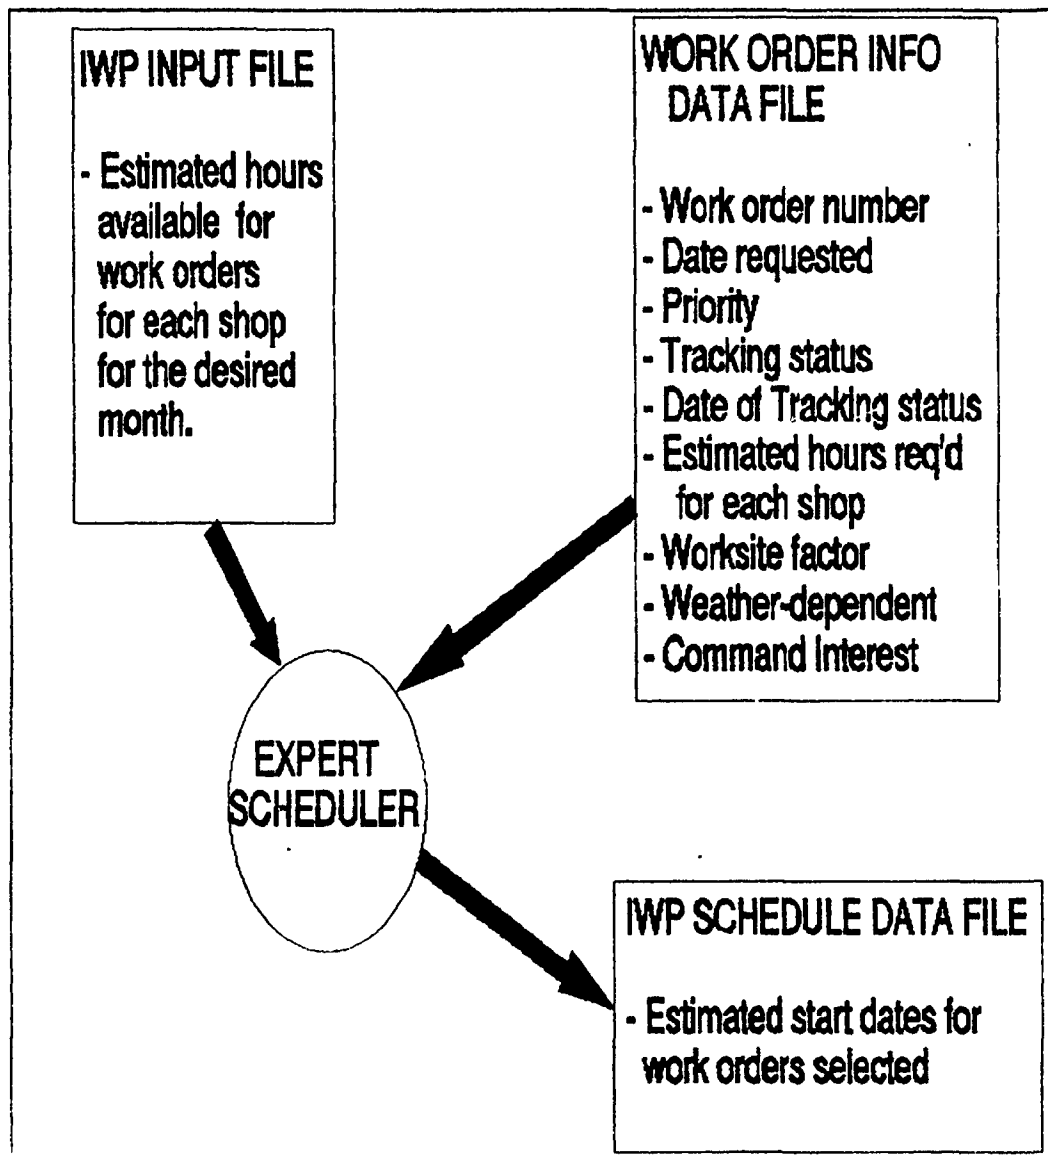 IWP INPUT FILE
- Estimated hours
available for
work orders
for each shop
for the desired
month.
WORK ORDER INFO
DATA FILE
- Work order number
- Date requested
- Priority
- Tracking status
- Date of Tracking status
- Estimated hours req'd
for each shop
- Worksite factor
- Weather-dependent
- Command Interest
EXPERT
SCHEDULER
IWP SCHEDULE DATA FILE
- Estimated start dates for
work orders selected